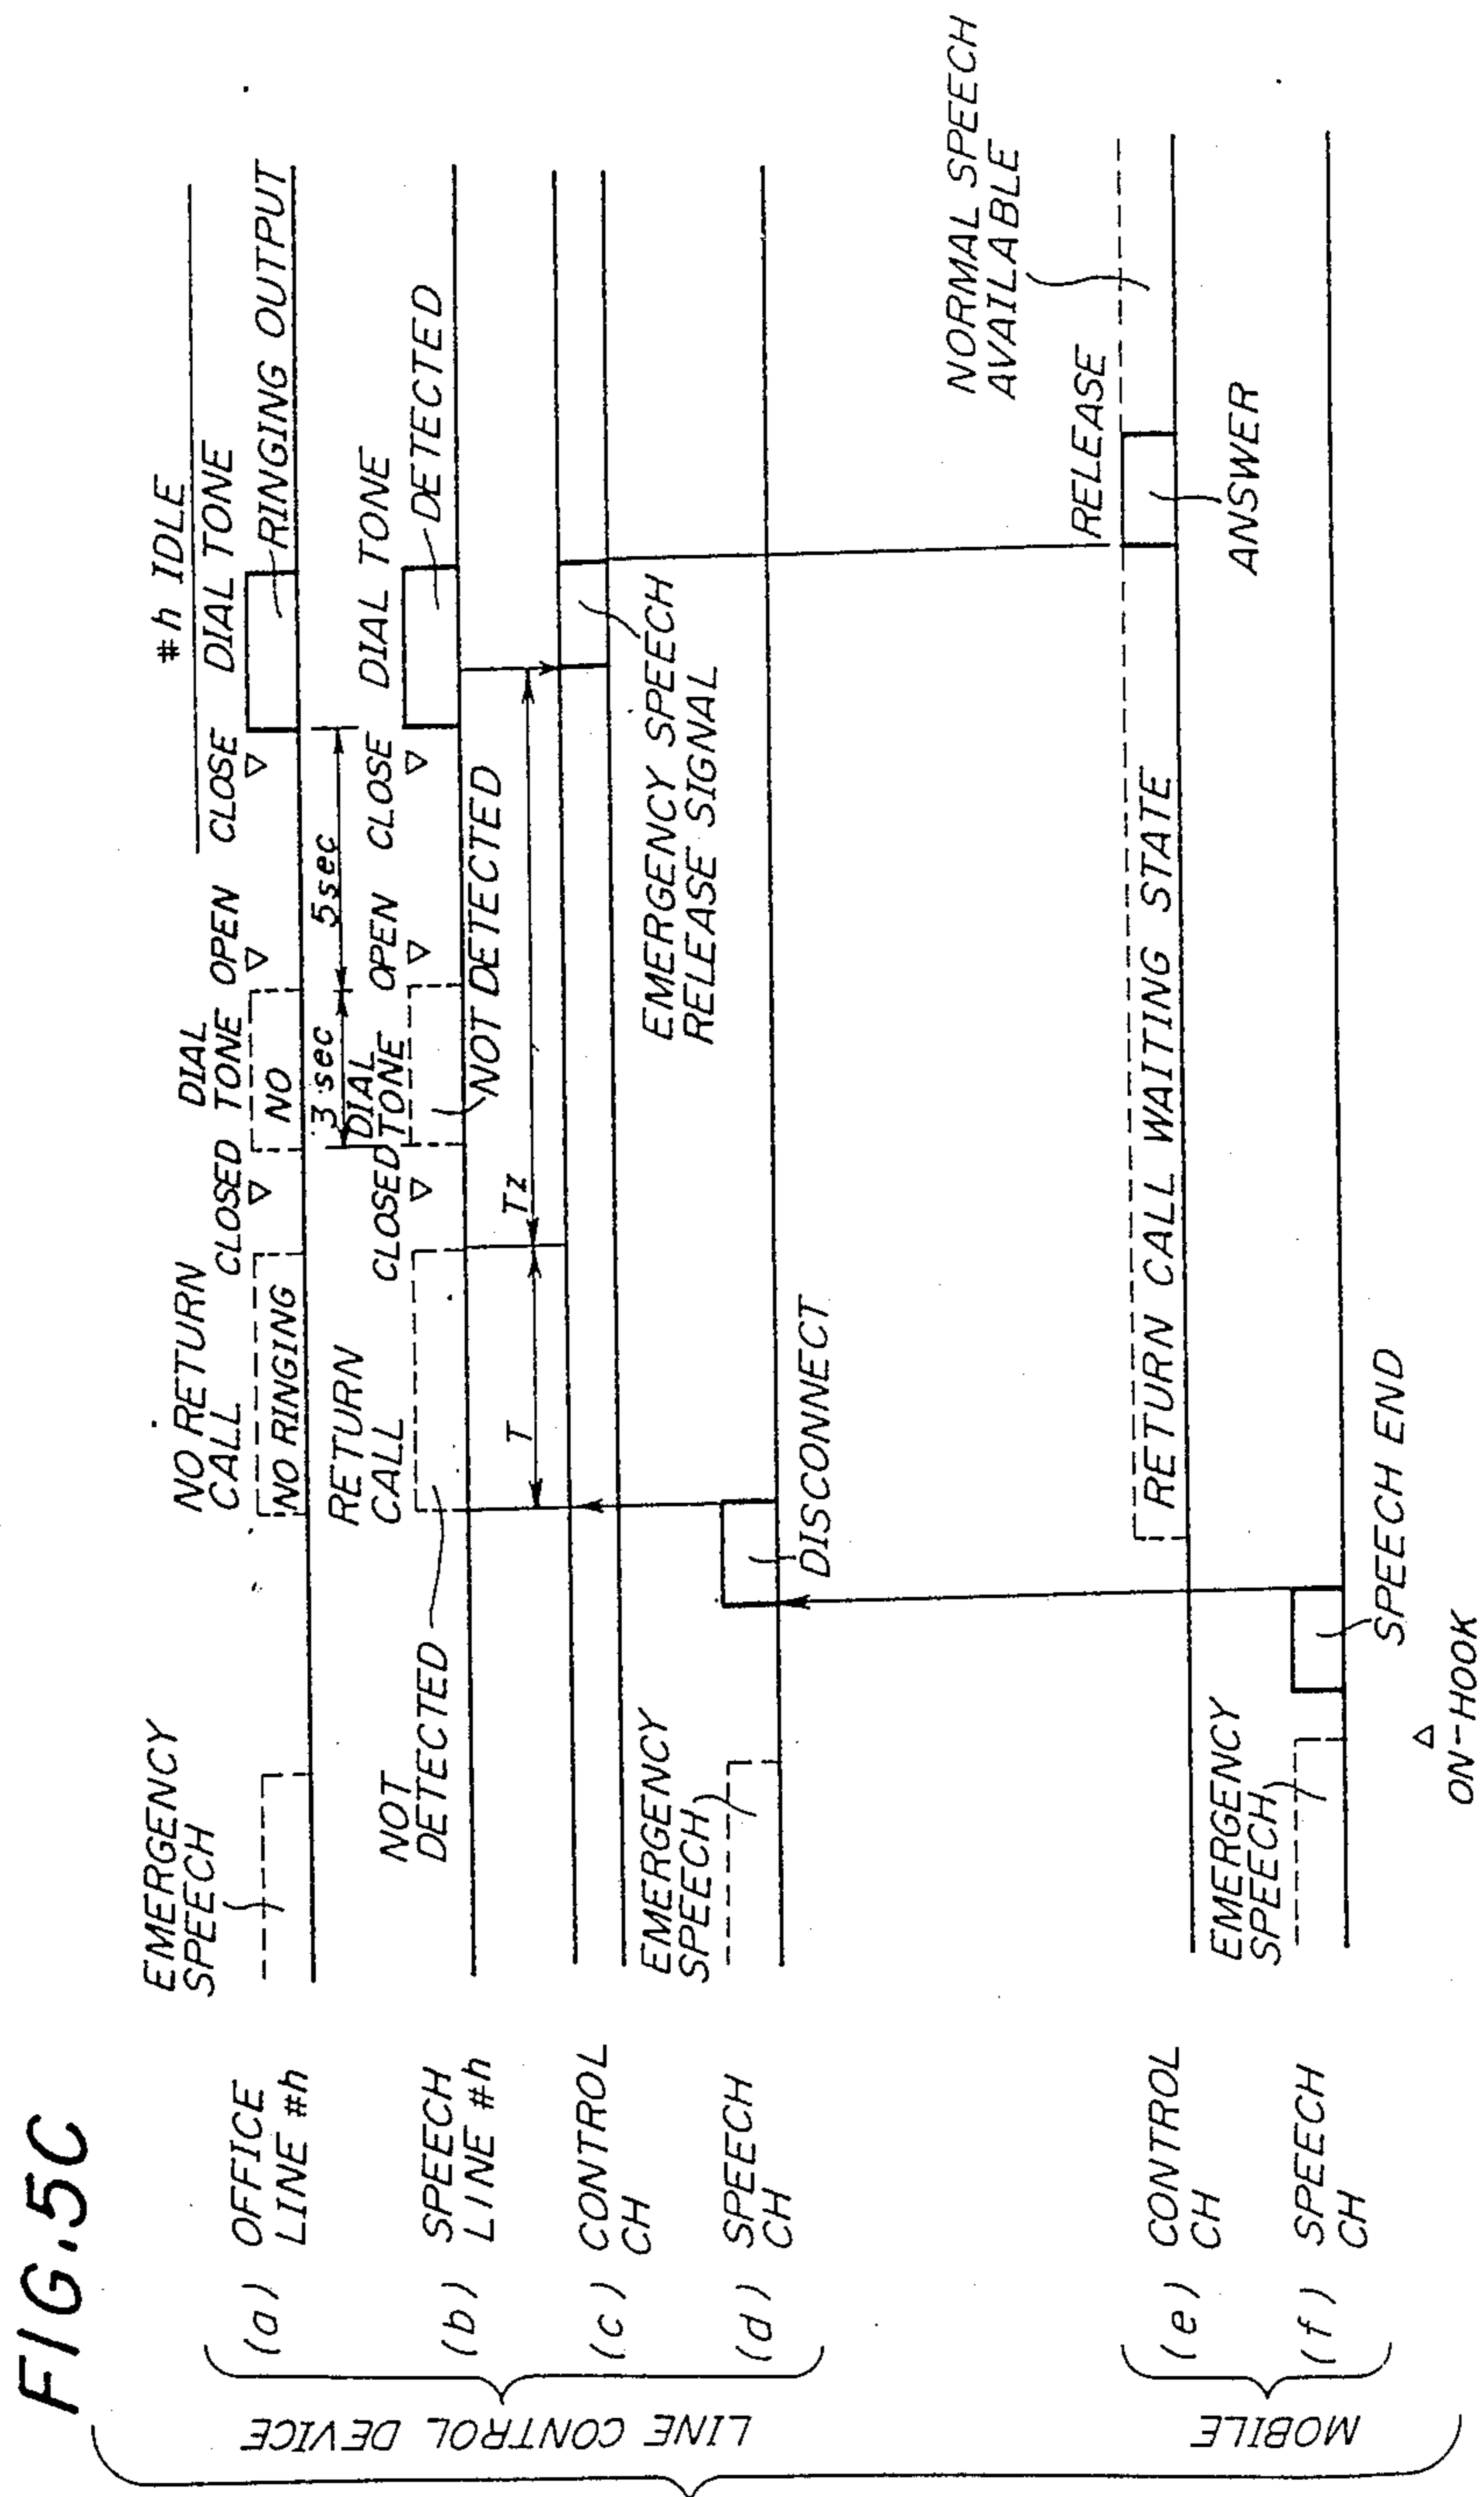 FIG.5C
LINE CONTROL DEVICE
MOBILE
(a) OFFICE
LINE #h
(b) SPEECH
LINE #h
(c) CONTROL
CH
(d) SPEECH
CH
(e) CONTROL
CH
(f) SPEECH
CH
EMERGENCY
SPEECH
NO RETURN
CALL
NO RINGING
CLOSED
DIAL
TONE
NO
OPEN
CLOSE
DIAL TONE
#h IDLE
RINGING OUTPUT
3 sec
5 sec
NOT
DETECTED
RETURN
CALL
CLOSED
DIAL
TONE
NOT DETECTED
OPEN
CLOSE
DIAL TONE
DETECTED
T
Tz
EMERGENCY SPEECH
RELEASE SIGNAL
EMERGENCY
SPEECH
DISCONNECT
RETURN CALL WAITING STATE
RELEASE
ANSWER
NORMAL SPEECH
AVAILABLE
EMERGENCY
SPEECH
SPEECH END
ON-HOOK